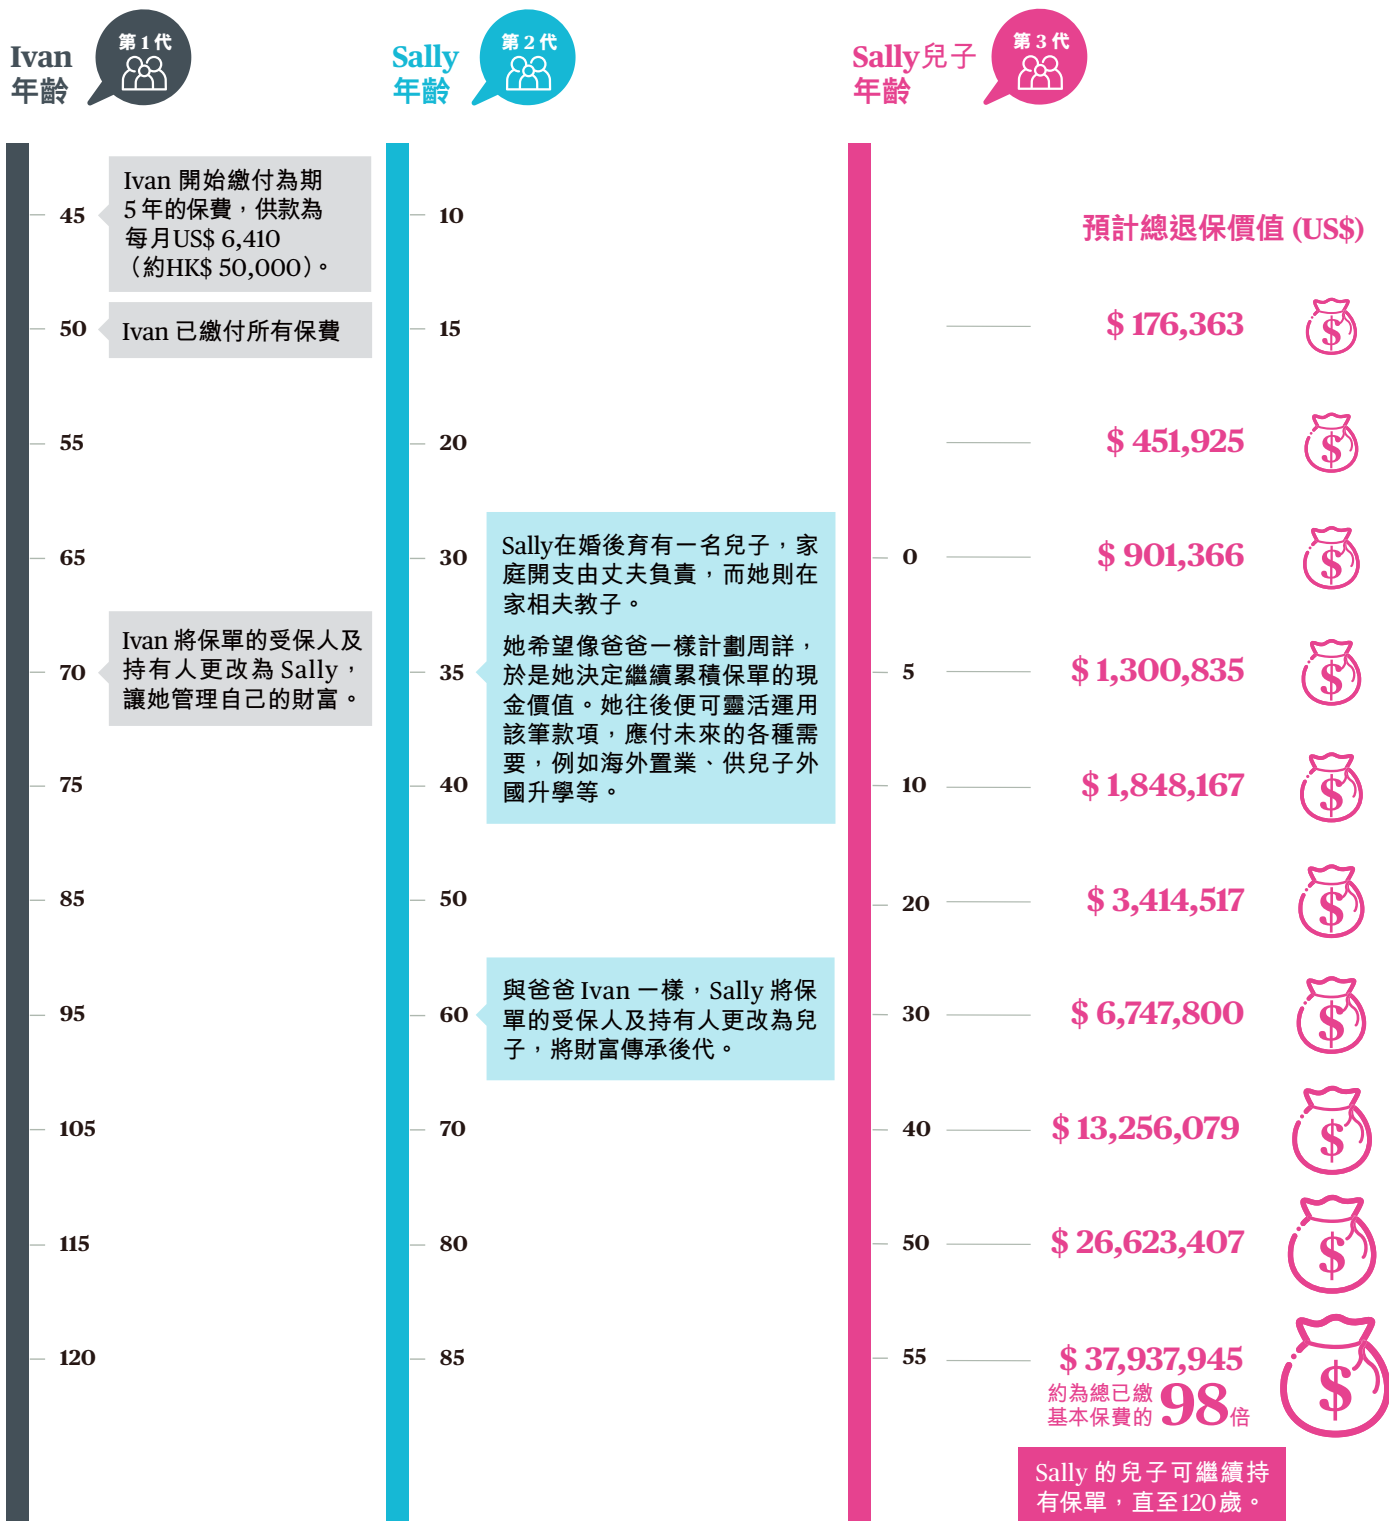 Ivan
年齡
第 1 代
Sally
年齡
第 2 代
Sally兒子
年齡
第 3 代
預計總退保價值 (US$)
45
Ivan 開始繳付為期
5 年的保費，供款為
每月US$ 6,410
（約HK$ 50,000）。
10
50
Ivan 已繳付所有保費
15
$ 176,363
55
20
$ 451,925
65
30
Sally在婚後育有一名兒子，家
庭開支由丈夫負責，而她則在
家相夫教子。
0
$ 901,366
70
Ivan 將保單的受保人及
持有人更改為 Sally，
讓她管理自己的財富。
35
她希望像爸爸一樣計劃周詳，
於是她決定繼續累積保單的現
金價值。她往後便可靈活運用
該筆款項，應付未來的各種需
要，例如海外置業、供兒子外
國升學等。
5
$ 1,300,835
75
40
10
$ 1,848,167
85
50
20
$ 3,414,517
95
60
與爸爸 Ivan 一樣，Sally 將保
單的受保人及持有人更改為兒
子，將財富傳承後代。
30
$ 6,747,800
105
70
40
$ 13,256,079
115
80
50
$ 26,623,407
120
85
55
$ 37,937,945
約為總已繳
基本保費的 98倍
Sally 的兒子可繼續持
有保單，直至120歲。